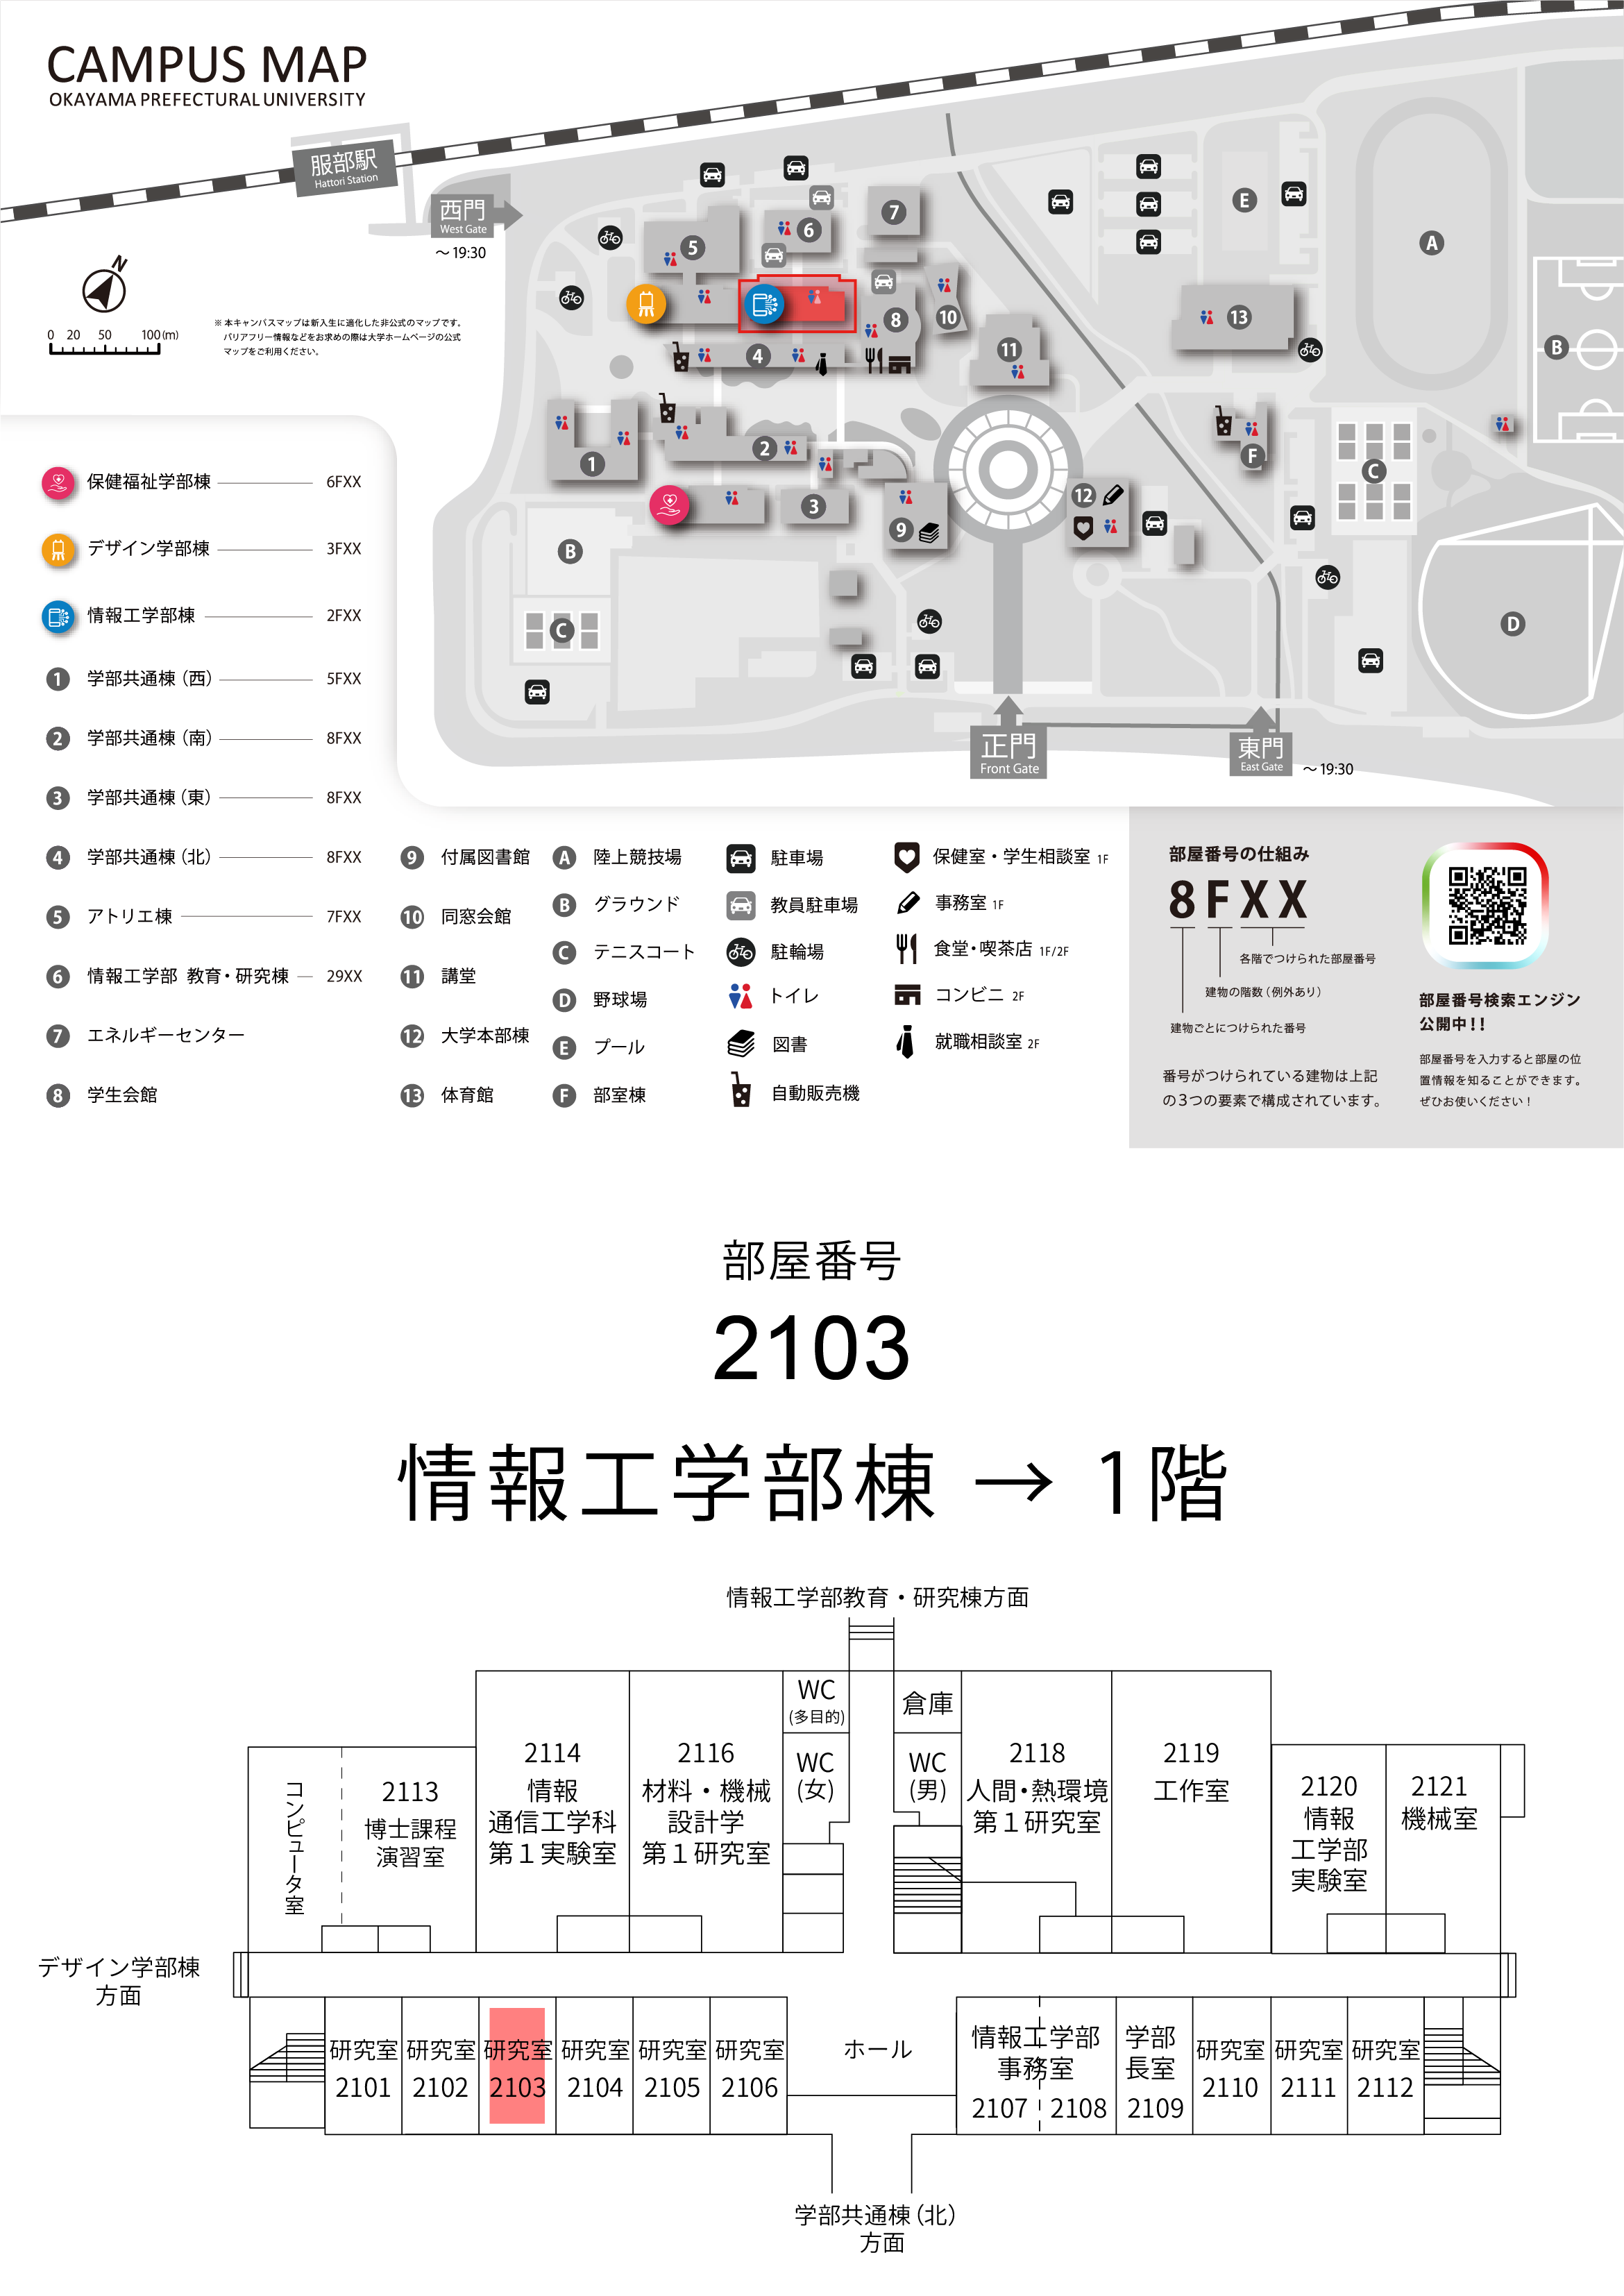 CAMPUS MAP
OKAYAMA PREFECTURAL UNIVERSITY
服部駅
Hattori Station
西門
West Gate
～19:30
N
0 20 50 100(m)
※ 本キャンパスマップは新入生に適化した非公式のマップです。
バリアフリー情報などをお求めの際は大学ホームページの公式
マップをご利用ください。
5
6
7
4
8
10
11
13
1
2
3
9
12
A
B
C
D
E
F
B
C
正門
Front Gate
東門
East Gate
～19:30
保健福祉学部棟 6FXX
デザイン学部棟 3FXX
情報工学部棟 2FXX
1 学部共通棟（西） 5FXX
2 学部共通棟（南） 8FXX
3 学部共通棟（東） 8FXX
4 学部共通棟（北） 8FXX
5 アトリエ棟 7FXX
6 情報工学部 教育・研究棟 29XX
7 エネルギーセンター
8 学生会館
9 付属図書館
10 同窓会館
11 講堂
12 大学本部棟
13 体育館
A 陸上競技場
B グラウンド
C テニスコート
D 野球場
E プール
F 部室棟
駐車場
教員駐車場
駐輪場
トイレ
図書
自動販売機
保健室・学生相談室 1F
事務室 1F
食堂・喫茶店 1F/2F
コンビニ 2F
就職相談室 2F
部屋番号の仕組み
8 F X X
各階でつけられた部屋番号
建物の階数（例外あり）
建物ごとにつけられた番号
番号がつけられている建物は上記
の３つの要素で構成されています。
部屋番号検索エンジン
公開中！！
部屋番号を入力すると部屋の位
置情報を知ることができます。
ぜひお使いください！
部屋番号
2103
情報工学部棟 → 1階
情報工学部教育・研究棟方面
コンピュータ室
2113
博士課程
演習室
2114
情報
通信工学科
第１実験室
2116
材料・機械
設計学
第１研究室
WC
(多目的)
WC
(女)
倉庫
WC
(男)
2118
人間・熱環境
第１研究室
2119
工作室
2120
情報
工学部
実験室
2121
機械室
デザイン学部棟
方面
研究室
2101
研究室
2102
研究室
2103
研究室
2104
研究室
2105
研究室
2106
ホール
情報工学部
事務室
2107 2108
学部
長室
2109
研究室
2110
研究室
2111
研究室
2112
学部共通棟（北）
方面